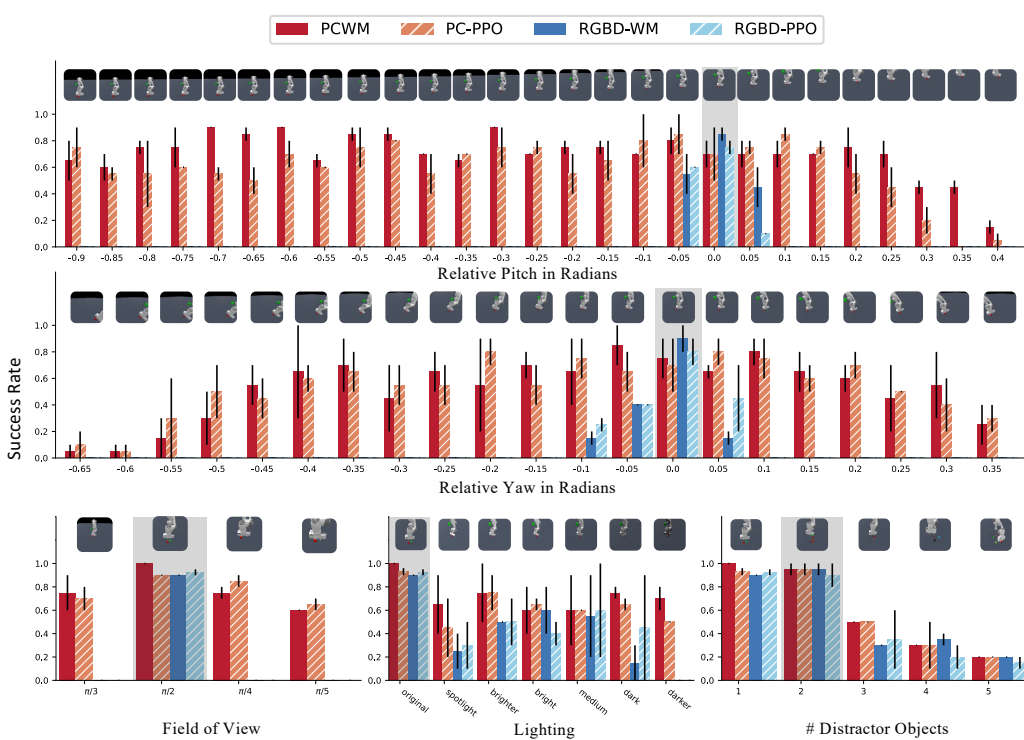 PCWM PC-PPO RGBD-WM RGBD-PPO
1.0
0.8
0.6
0.4
0.2
0.0
-0.9 -0.85 -0.8 -0.75 -0.7 -0.65 -0.6 -0.55 -0.5 -0.45 -0.4 -0.35 -0.3 -0.25 -0.2 -0.15 -0.1 -0.05 0.0 0.05 0.1 0.15 0.2 0.25 0.3 0.35 0.4
Relative Pitch in Radians
Success Rate
1.0
0.8
0.6
0.4
0.2
0.0
-0.65 -0.6 -0.55 -0.5 -0.45 -0.4 -0.35 -0.3 -0.25 -0.2 -0.15 -0.1 -0.05 0.0 0.05 0.1 0.15 0.2 0.25 0.3 0.35
Relative Yaw in Radians
1.0
0.8
0.6
0.4
0.2
0.0
π/3 π/2 π/4 π/5
Field of View
1.0
0.8
0.6
0.4
0.2
0.0
original spotlight brighter bright medium dark darker
Lighting
1.0
0.8
0.6
0.4
0.2
0.0
1 2 3 4 5
# Distractor Objects